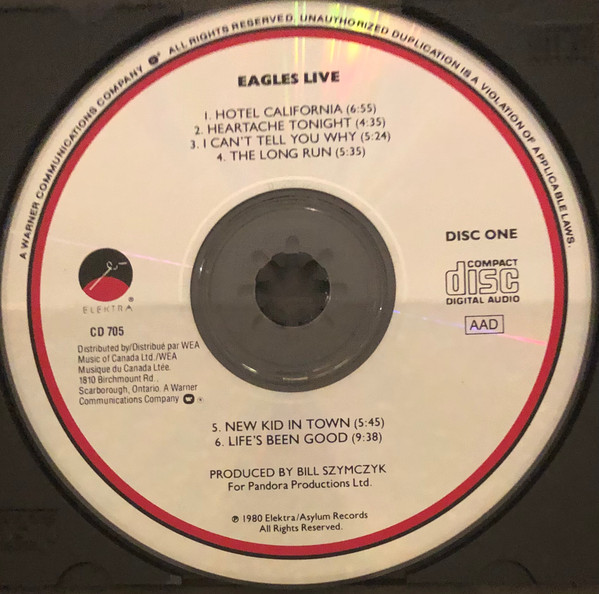 A WARNER COMMUNICATIONS COMPANY ALL RIGHTS RESERVED. UNAUTHORIZED DUPLICATION IS A VIOLATION OF APPLICABLE LAWS.
EAGLES LIVE
1. HOTEL CALIFORNIA (6:55)
2. HEARTACHE TONIGHT (4:35)
3. I CAN'T TELL YOU WHY (5:24)
4. THE LONG RUN (5:35)
DISC ONE
COMPACT
disc
DIGITAL AUDIO
AAD
ELEKTRA®
CD 705
Distributed by/Distribué par WEA
Music of Canada Ltd./WEA
Musique du Canada Ltée.
1810 Birchmount Rd.,
Scarborough, Ontario. A Warner
Communications Company
5. NEW KID IN TOWN (5:45)
6. LIFE'S BEEN GOOD (9:38)
PRODUCED BY BILL SZYMCZYK
For Pandora Productions Ltd.
℗ 1980 Elektra/Asylum Records
All Rights Reserved.